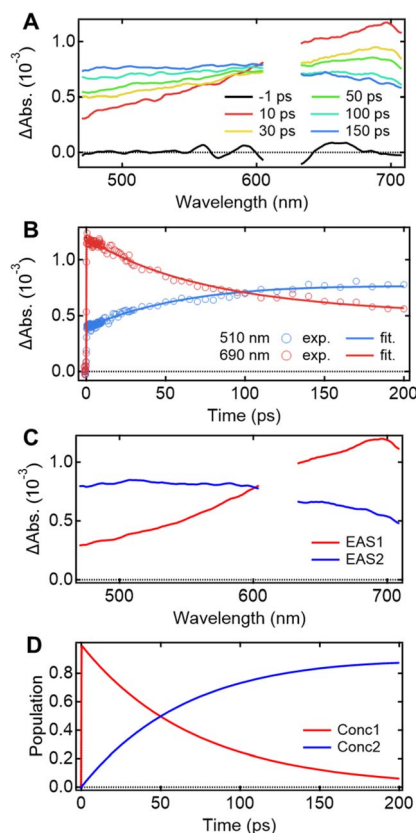 A
ΔAbs. (10⁻³)
1.0
0.5
0.0
-1 ps 50 ps
10 ps 100 ps
30 ps 150 ps
500 600 700
Wavelength (nm)
B
ΔAbs. (10⁻³)
1.0
0.5
0.0
510 nm exp. fit.
690 nm exp. fit.
0 50 100 150 200
Time (ps)
C
ΔAbs. (10⁻³)
1.0
0.5
0.0
EAS1
EAS2
500 600 700
Wavelength (nm)
D
Population
0.8
0.6
0.4
0.2
0.0
Conc1
Conc2
0 50 100 150 200
Time (ps)